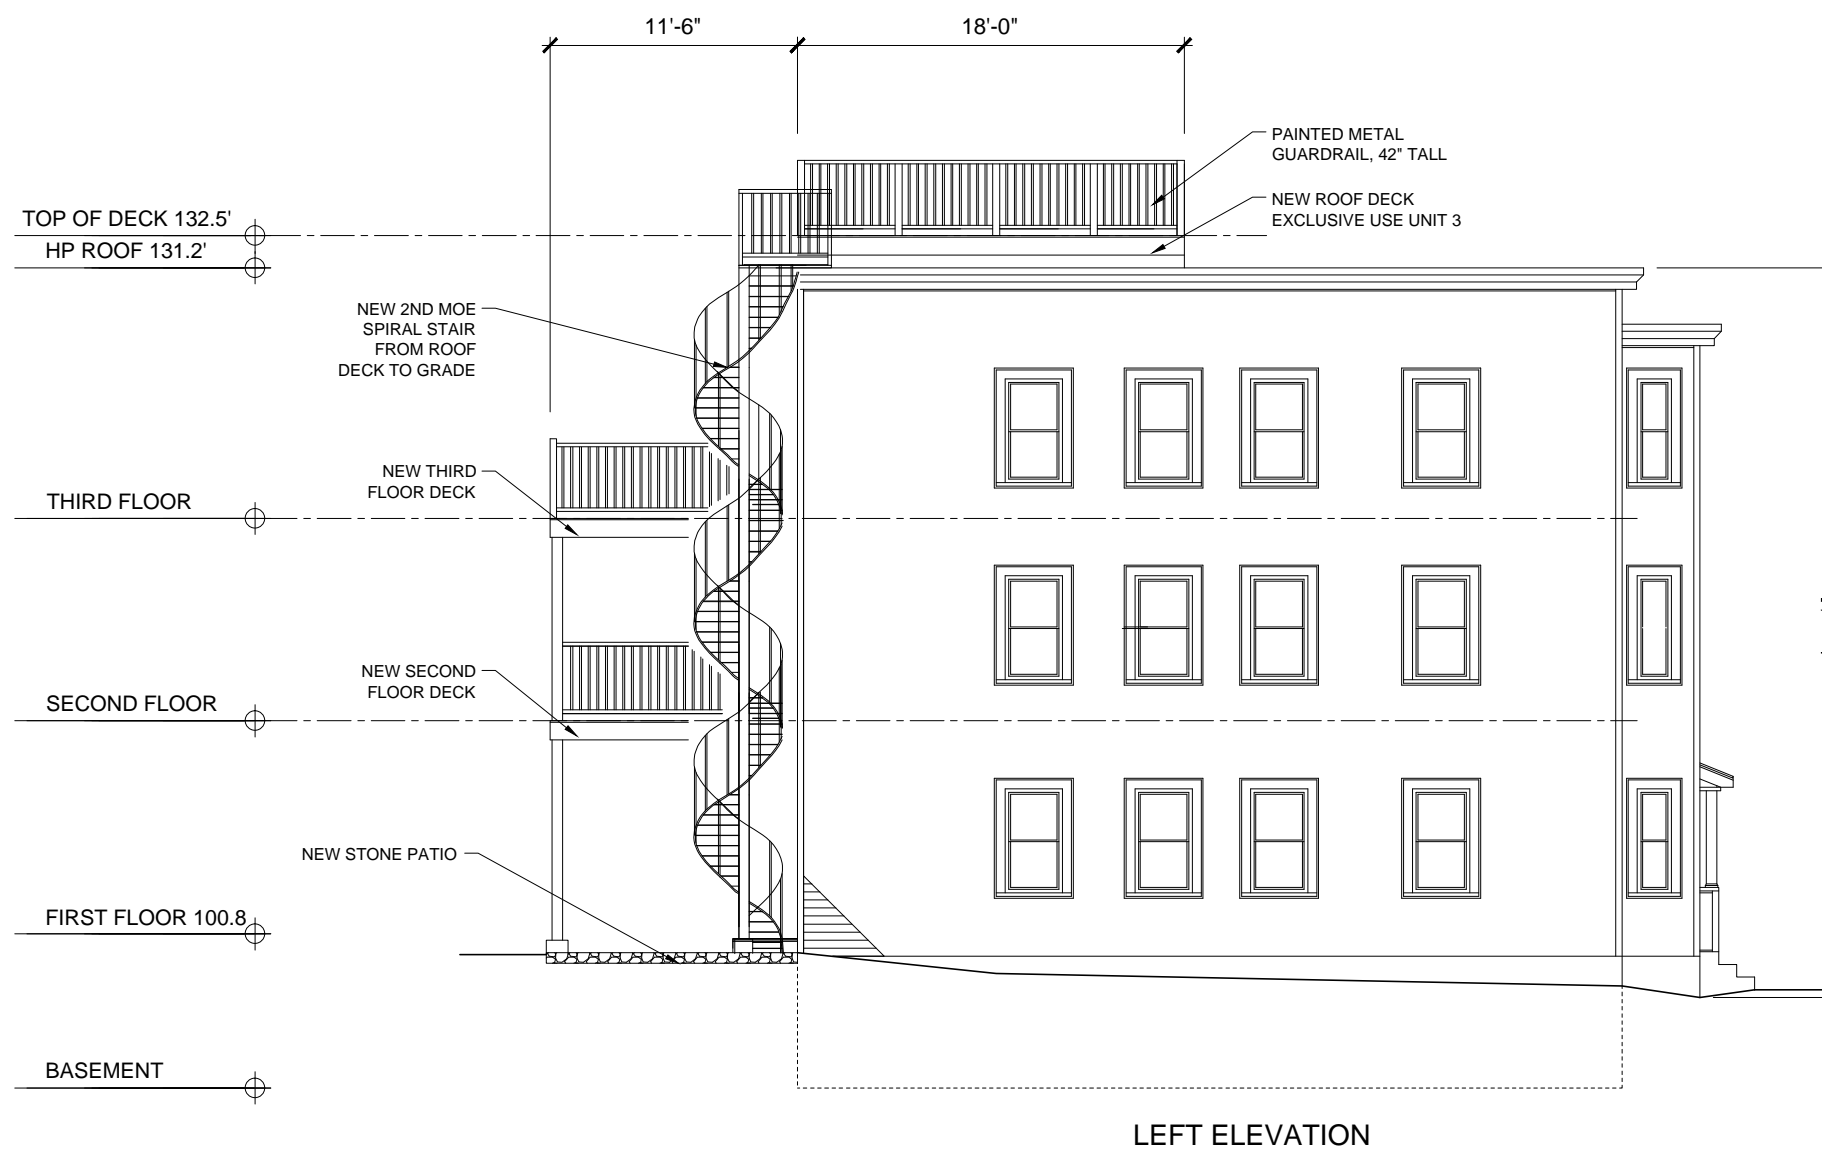 11'-6"
18'-0"
PAINTED METAL
GUARDRAIL, 42" TALL
NEW ROOF DECK
EXCLUSIVE USE UNIT 3
TOP OF DECK 132.5'
HP ROOF 131.2'
NEW 2ND MOE
SPIRAL STAIR
FROM ROOF
DECK TO GRADE
NEW THIRD
FLOOR DECK
THIRD FLOOR
NEW SECOND
FLOOR DECK
SECOND FLOOR
NEW STONE PATIO
FIRST FLOOR 100.8
BASEMENT
LEFT ELEVATION